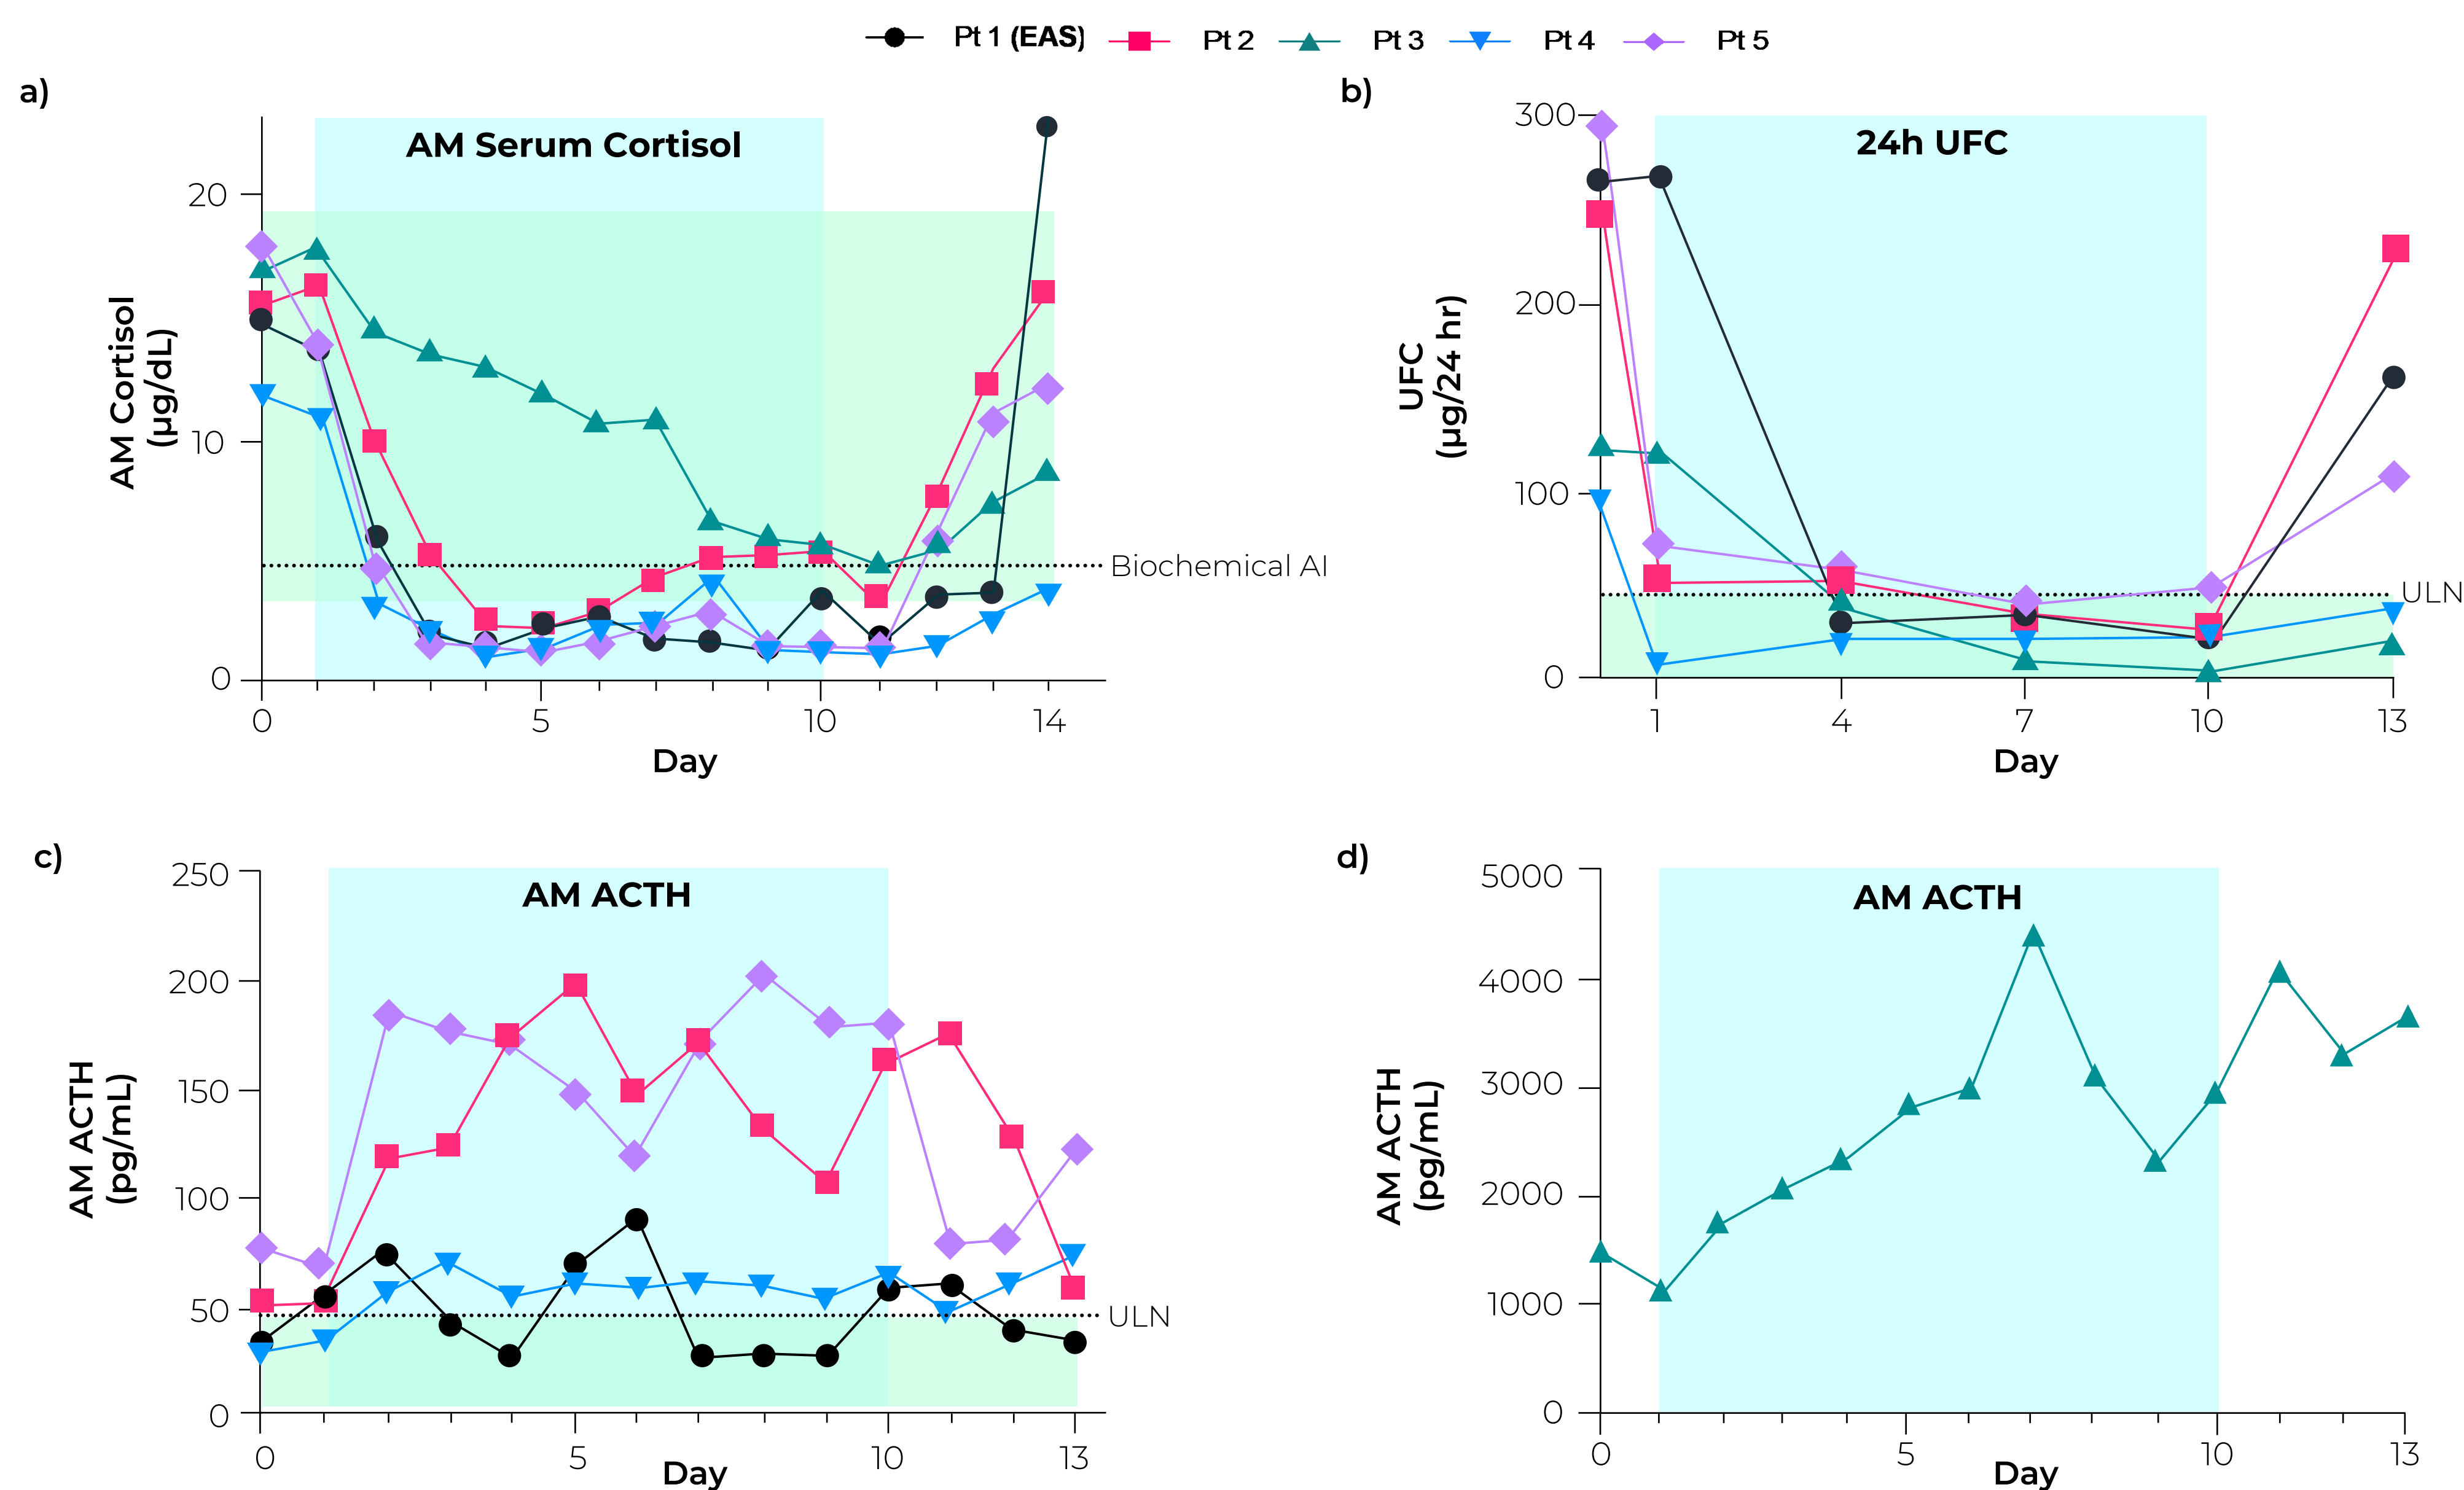 Pt 1 (EAS) Pt 2 Pt 3 Pt 4 Pt 5
a)
AM Serum Cortisol
20
10
0
AM Cortisol
(µg/dL)
Biochemical AI
0 5 10 14
Day
b)
24h UFC
300
200
100
0
UFC
(µg/24 hr)
ULN
1 4 7 10 13
Day
c)
AM ACTH
250
200
150
100
50
0
AM ACTH
(pg/mL)
ULN
0 5 10 13
Day
d)
AM ACTH
5000
4000
3000
2000
1000
0
AM ACTH
(pg/mL)
0 5 10 13
Day